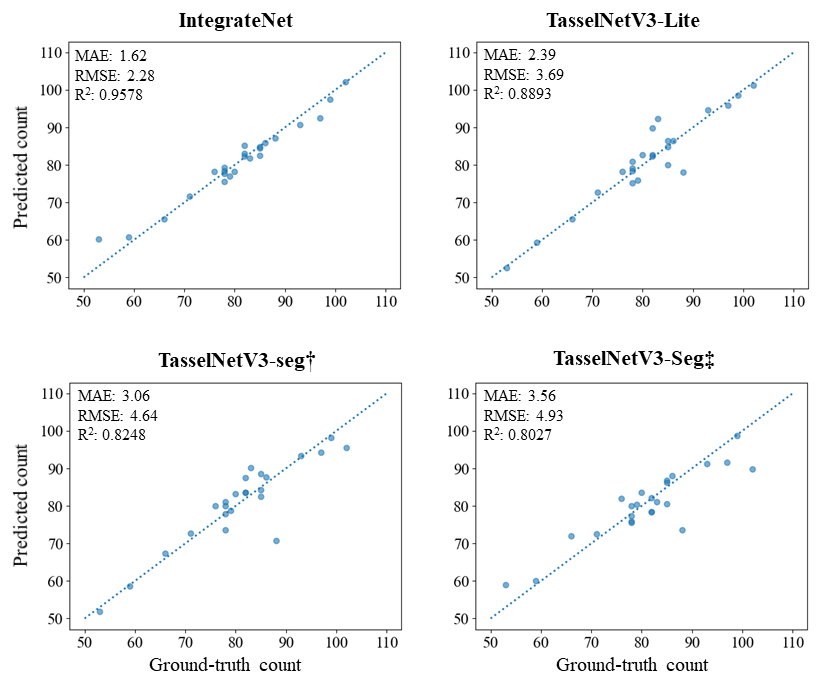 IntegrateNet
MAE: 1.62
RMSE: 2.28
R²: 0.9578
110
100
90
80
70
60
50
Predicted count
50 60 70 80 90 100 110
TasselNetV3-Lite
MAE: 2.39
RMSE: 3.69
R²: 0.8893
110
100
90
80
70
60
50
50 60 70 80 90 100 110
TasselNetV3-seg†
MAE: 3.06
RMSE: 4.64
R²: 0.8248
110
100
90
80
70
60
50
Predicted count
50 60 70 80 90 100 110
Ground-truth count
TasselNetV3-Seg‡
MAE: 3.56
RMSE: 4.93
R²: 0.8027
110
100
90
80
70
60
50
50 60 70 80 90 100 110
Ground-truth count